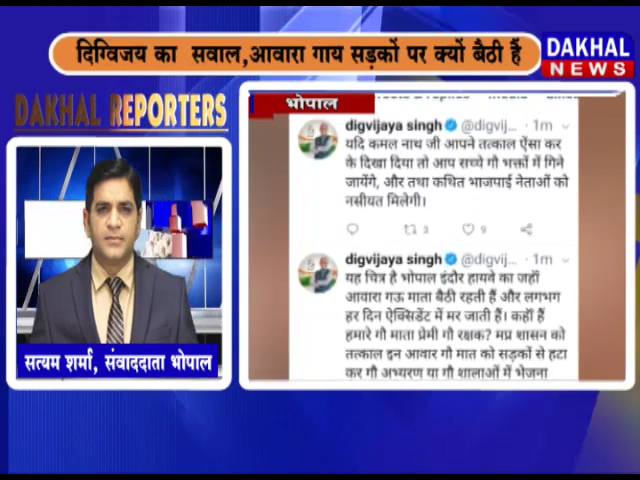 दिग्विजय का सवाल,आवारा गाय सड़कों पर क्यों बैठी हैं
DAKHAL
NEWS
DAKHAL REPORTERS
भोपाल
digvijaya singh @digvij... · 1m
यदि कमल नाथ जी आपने तत्काल ऐंसा कर
के दिखा दिया तो आप सच्चे गौ भक्तों में गिने
जायेंगे, और तथा कथित भाजपाई नेताओं को
नसीयत मिलेगी।
3 9
digvijaya singh @digvij... · 1m
यह चित्र हे भोपाल इंदौर हायवे का जहाँ
आवारा गऊ माता बैठी रहती हैं और लगभग
हर दिन ऐक्सिडेंट में मर जाती हैं। कहाँ हैं
हमारे गौ माता प्रेमी गौ रक्षक? मप्र शासन को
तत्काल इन आवार गौ मात को सड़कों से हटा
कर गौ अभ्यरण या गौ शालाओं में भेजना
सत्यम शर्मा, संवाददाता भोपाल